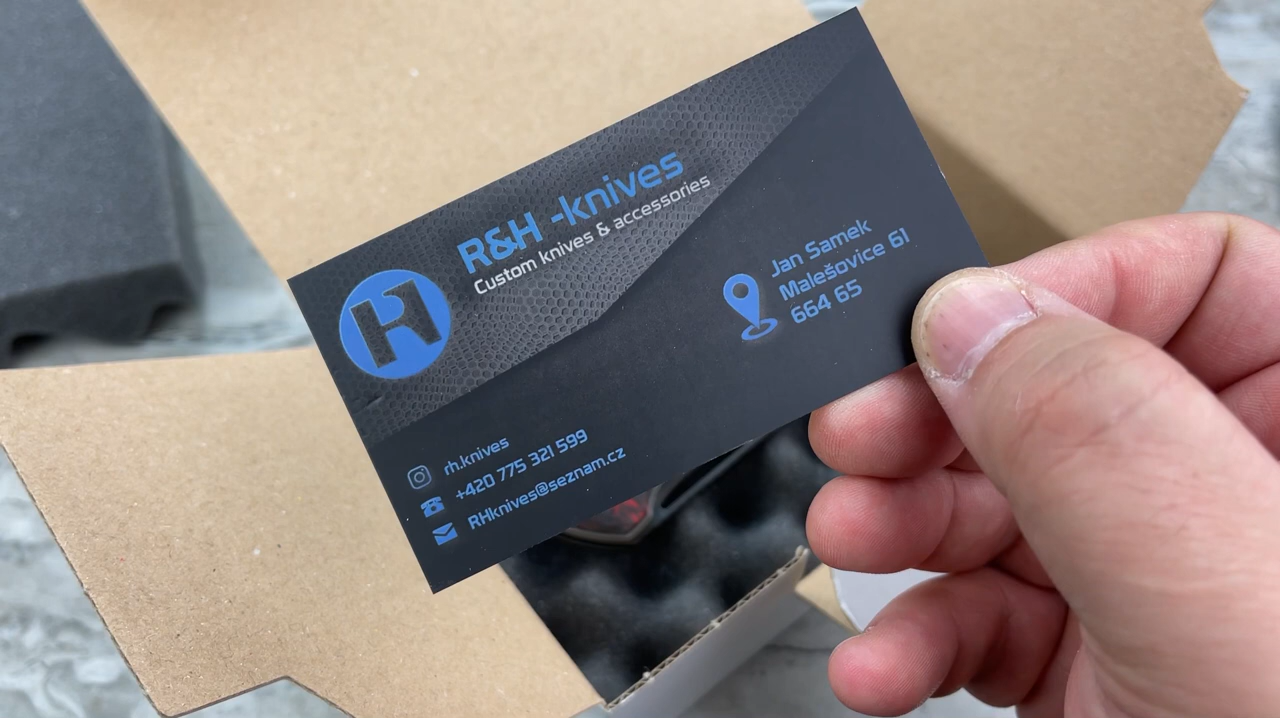 R&H -knives
Custom knives & accessories
Jan Samek
Malešovice 61
664 65
rh.knives
+420 775 321 599
RHknives@seznam.cz